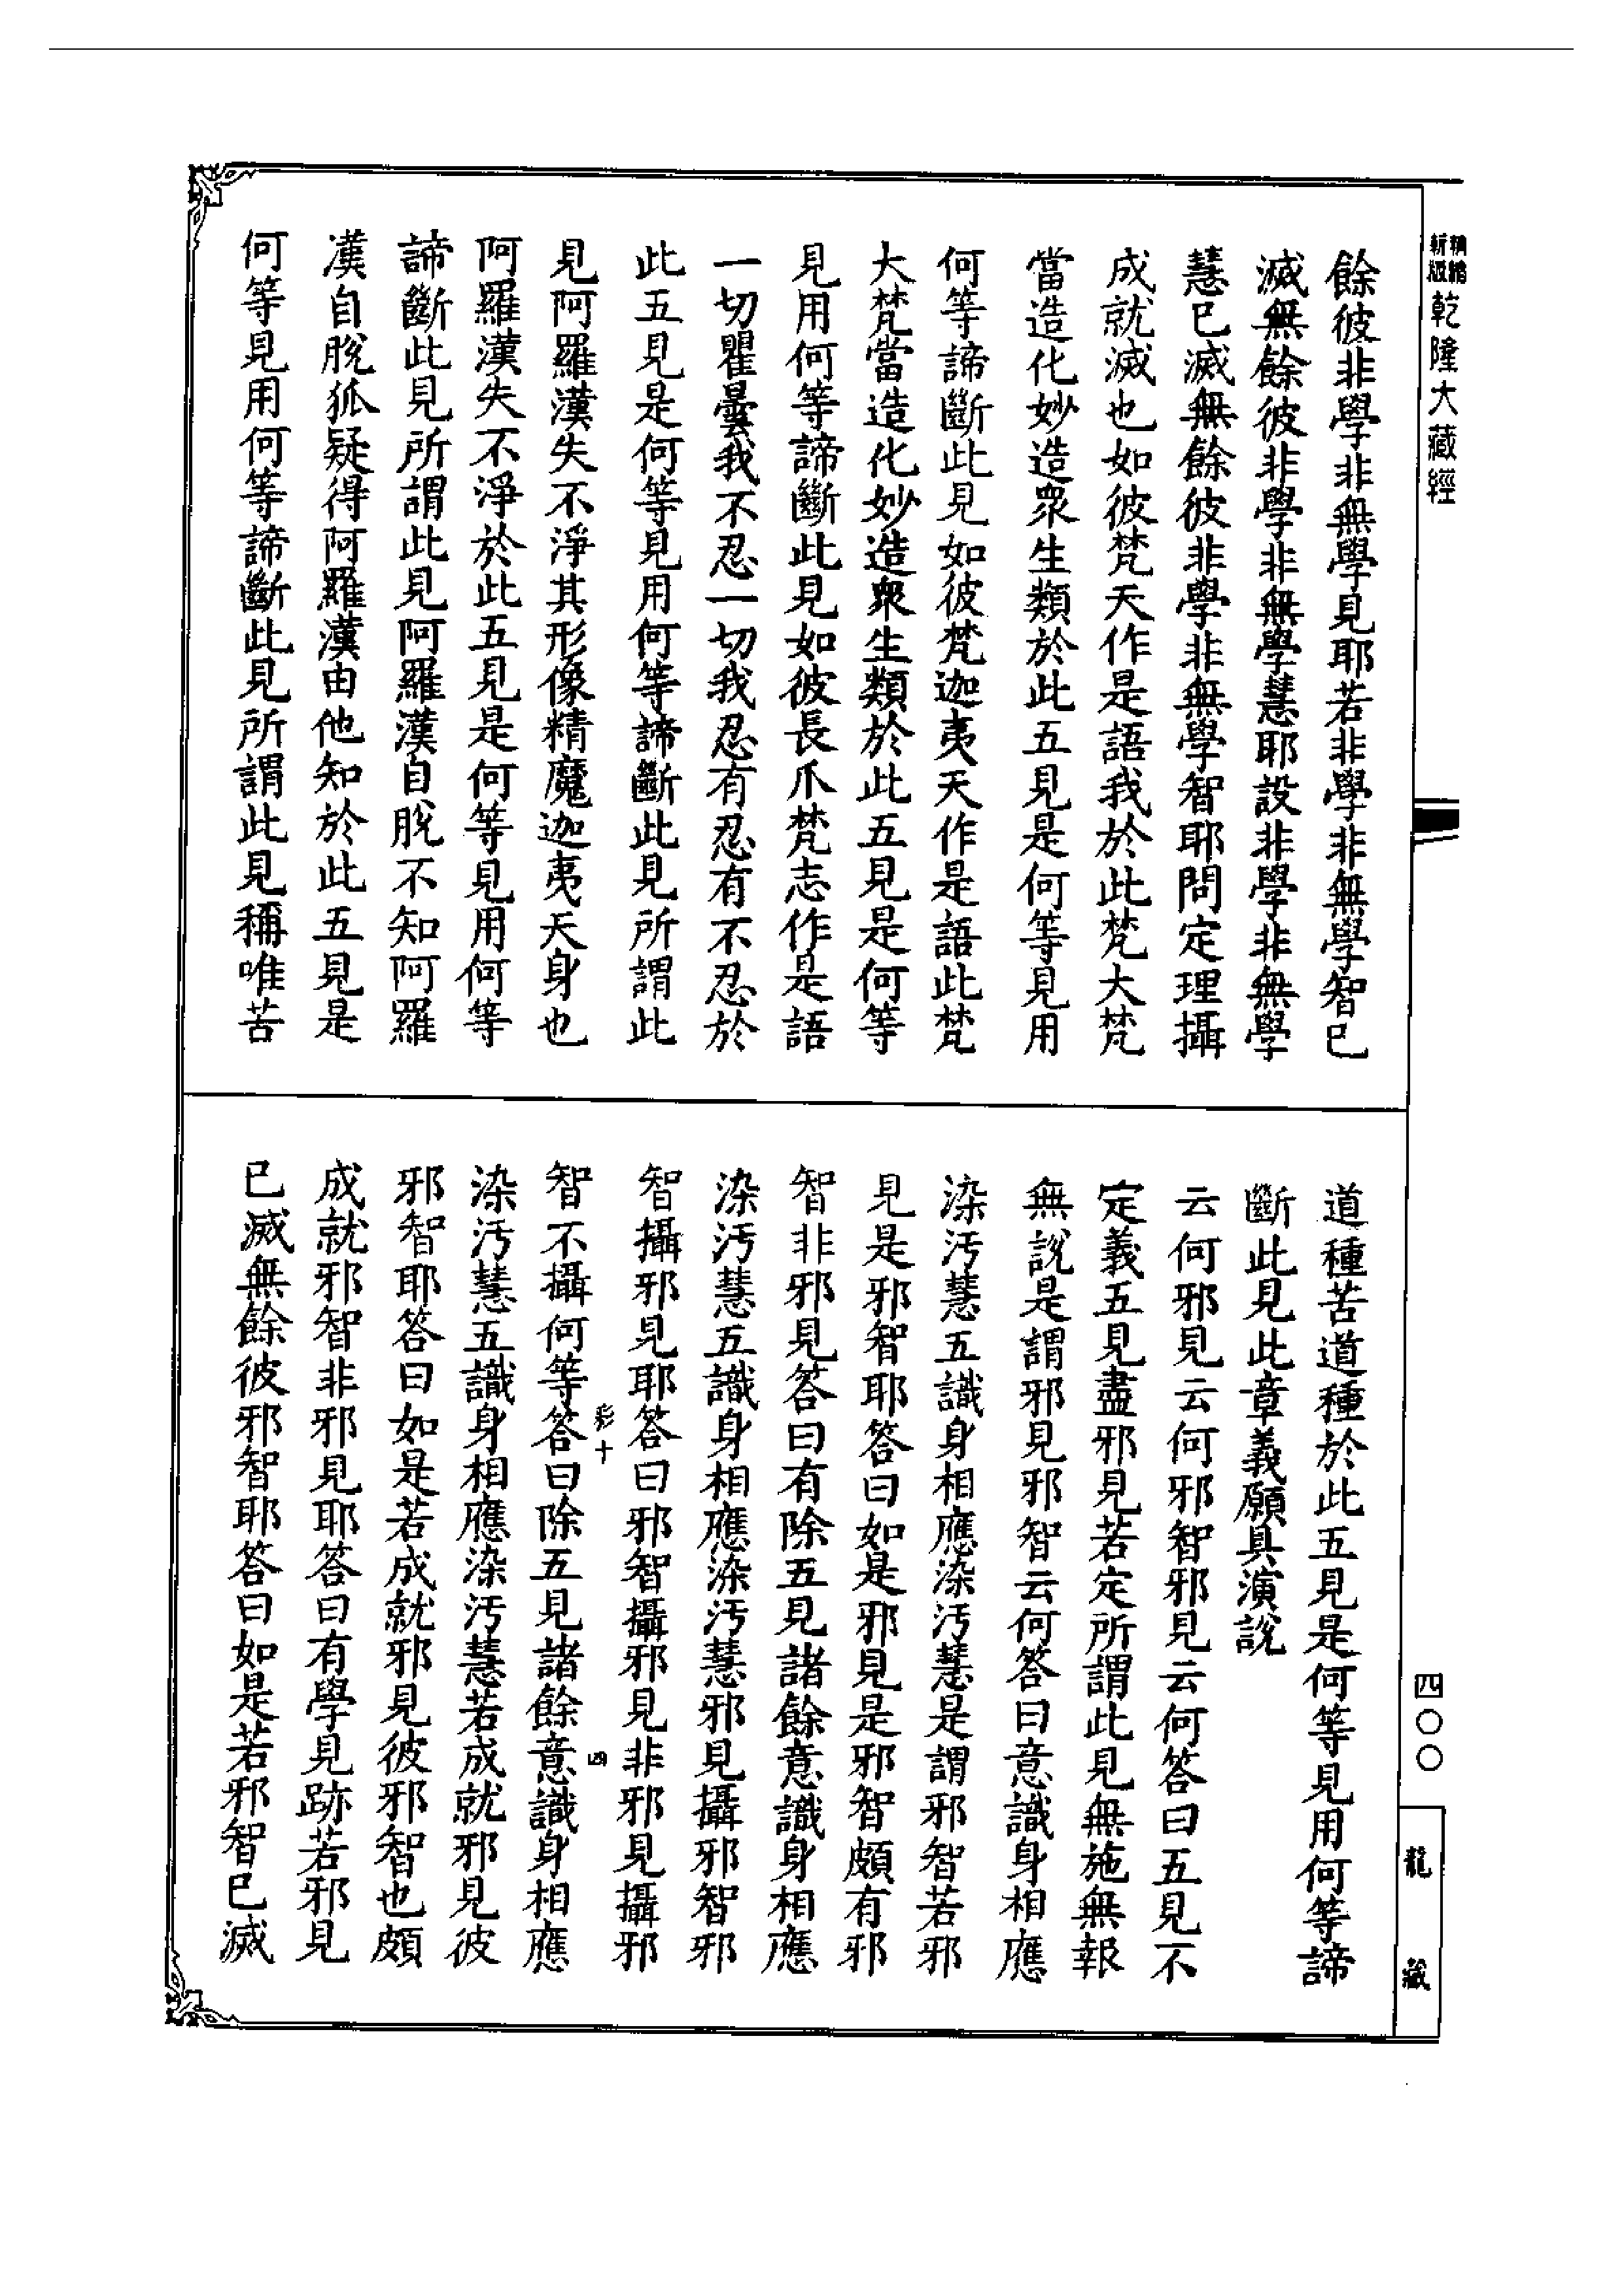 新版精縮乾隆大藏經
餘彼非學非無學見耶若非學非無學智已
滅無餘彼非學非無學慧耶設非學非無學
慧已滅無餘彼非學非無學智耶問定理攝
成就滅也如彼梵天作是語我於此梵大梵
當造化妙造衆生類於此五見是何等見用
何等諦斷此見如彼梵迦夷天作是語此梵
大梵當造化妙造衆生類於此五見是何等
見用何等諦斷此見如彼長爪梵志作是語
一切瞿曇我不忍一切我忍有忍有不忍於
此五見是何等見用何等諦斷此見所謂此
見阿羅漢失不淨其形像精魔迦夷天身也
阿羅漢失不淨於此五見是何等見用何等
諦斷此見所謂此見阿羅漢自脫不知阿羅
漢自脫狐疑得阿羅漢由他知於此五見是
何等見用何等諦斷此見所謂此見稱唯苦
道種苦道種於此五見是何等見用何等諦
斷此見此章義願具演說
云何邪見云何邪智邪見云何答曰五見不
定義五見盡邪見若定所謂此見無施無報
無說是謂邪見邪智云何答曰意識身相應
染汚慧五識身相應染汚慧是謂邪智若邪
見是邪智耶答曰如是邪見是邪智頗有邪
智非邪見答曰有除五見諸餘意識身相應
染汚慧五識身相應染汚慧邪見攝邪智邪
智攝邪見耶答曰邪智攝邪見非邪見攝邪
彩十
四
智不攝何等答曰除五見諸餘意識身相應
染汚慧五識身相應染汚慧若成就邪見彼
邪智耶答曰如是若成就邪見彼邪智也頗
成就邪智非邪見耶答曰有學見跡若邪見
已滅無餘彼邪智耶答曰如是若邪智已滅
四〇〇
龍藏